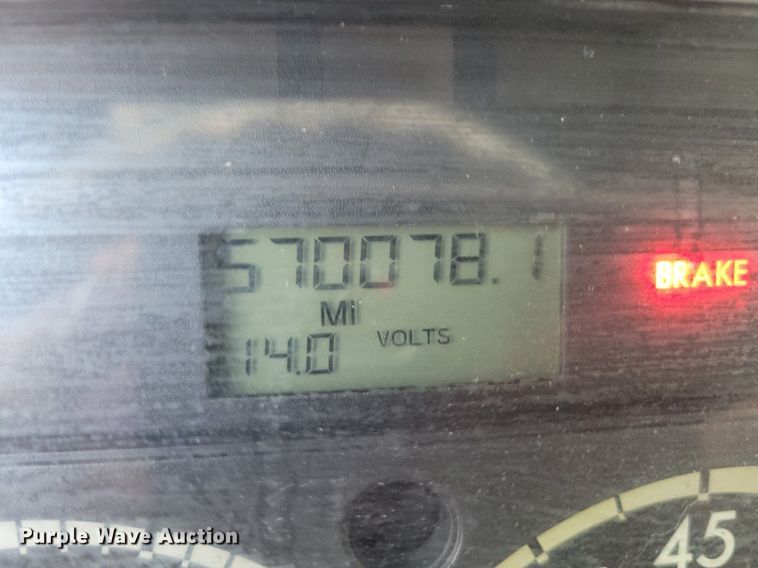 570078.1
BRAKE
MI
14.0 VOLTS
45
Purple Wave Auction